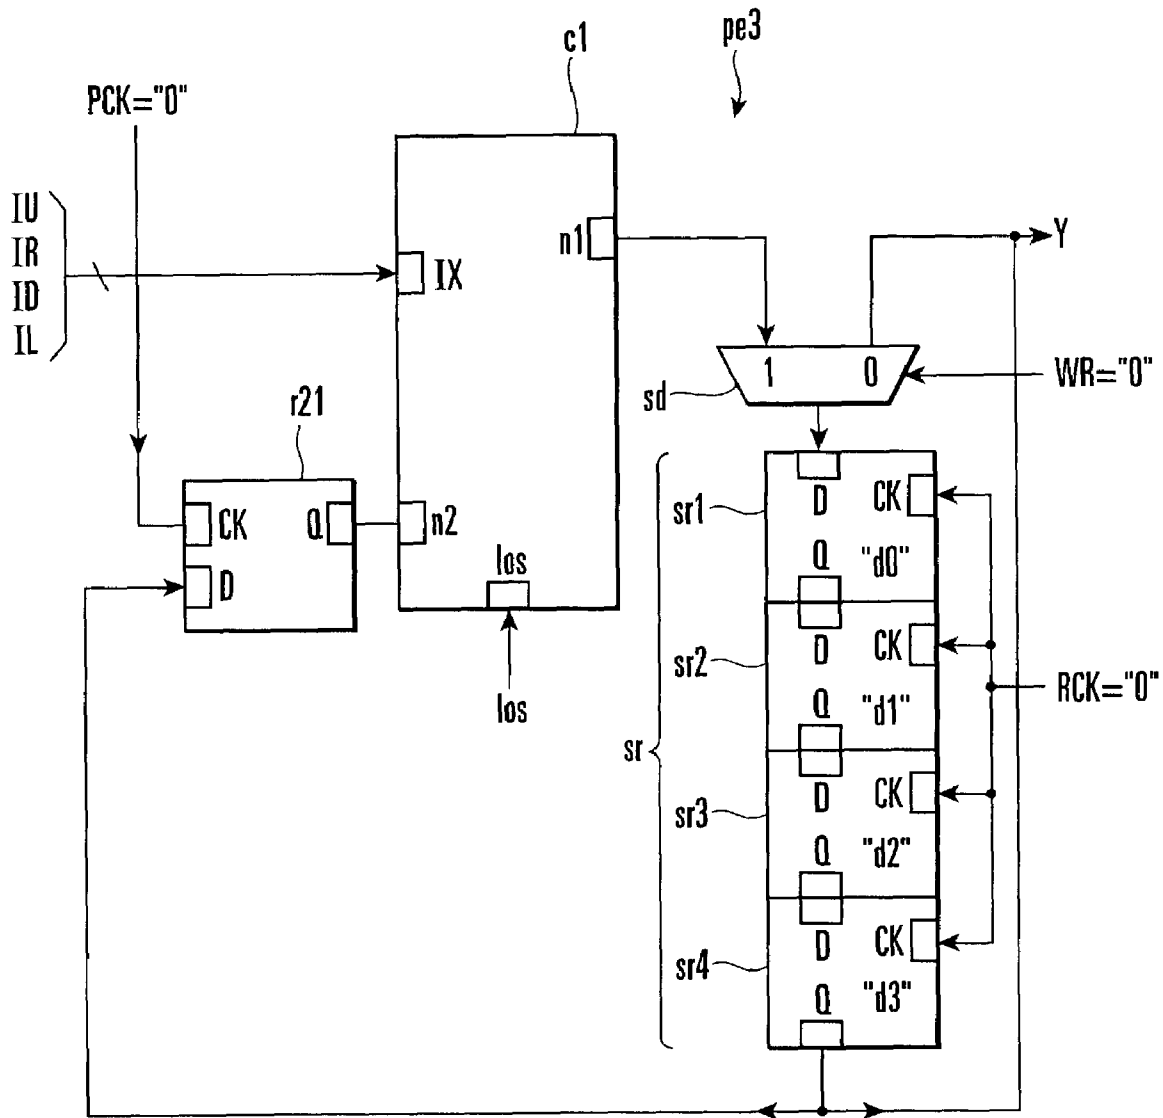 c1
pe3
PCK="0"
IU
IR
ID
IL
n1
Y
IX
1
0
sd
WR="0"
r21
CK
Q
n2
D
los
los
sr
sr1
D
CK
Q
"d0"
sr2
D
CK
Q
"d1"
RCK="0"
sr3
D
CK
Q
"d2"
sr4
D
CK
Q
"d3"